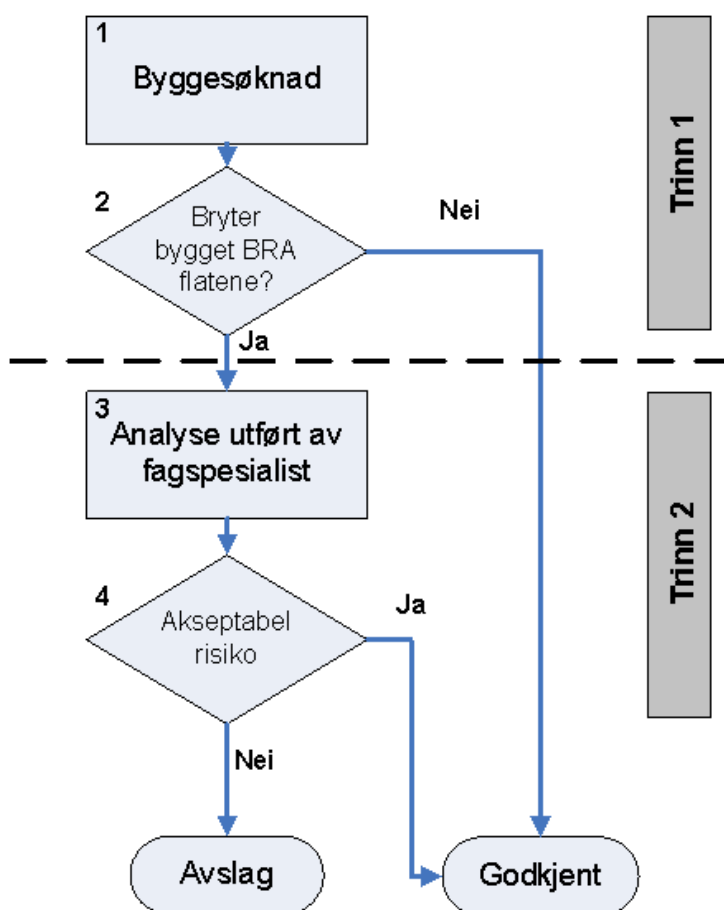 1
Byggesøknad
Trinn 1
2
Bryter
bygget BRA
flatene?
Nei
Ja
3
Analyse utført av
fagspesialist
Trinn 2
4
Akseptabel
risiko
Ja
Nei
Avslag
Godkjent